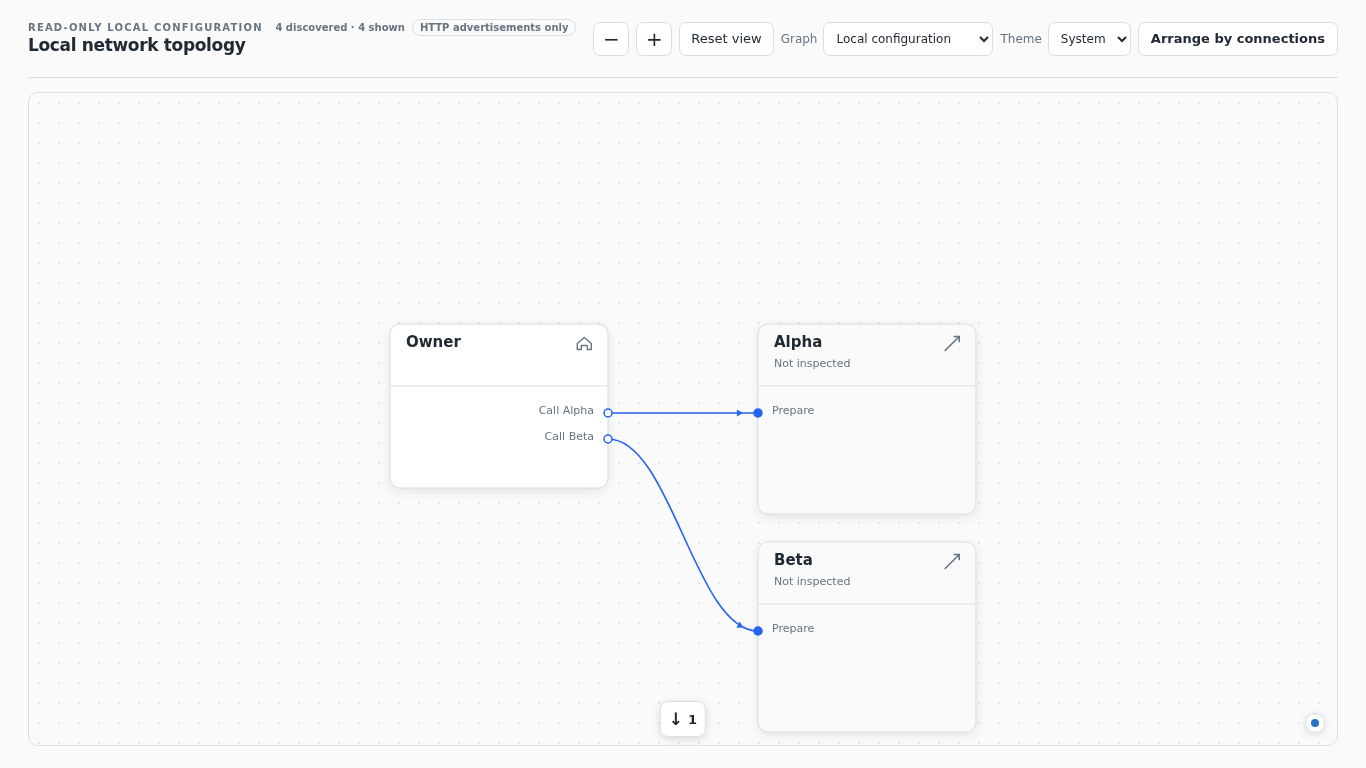 READ-ONLY LOCAL CONFIGURATION 4 discovered · 4 shown HTTP advertisements only
Local network topology
− + Reset view Graph Local configuration Theme System Arrange by connections
Owner
Call Alpha
Call Beta
Alpha
Not inspected
Prepare
Beta
Not inspected
Prepare
↓ 1